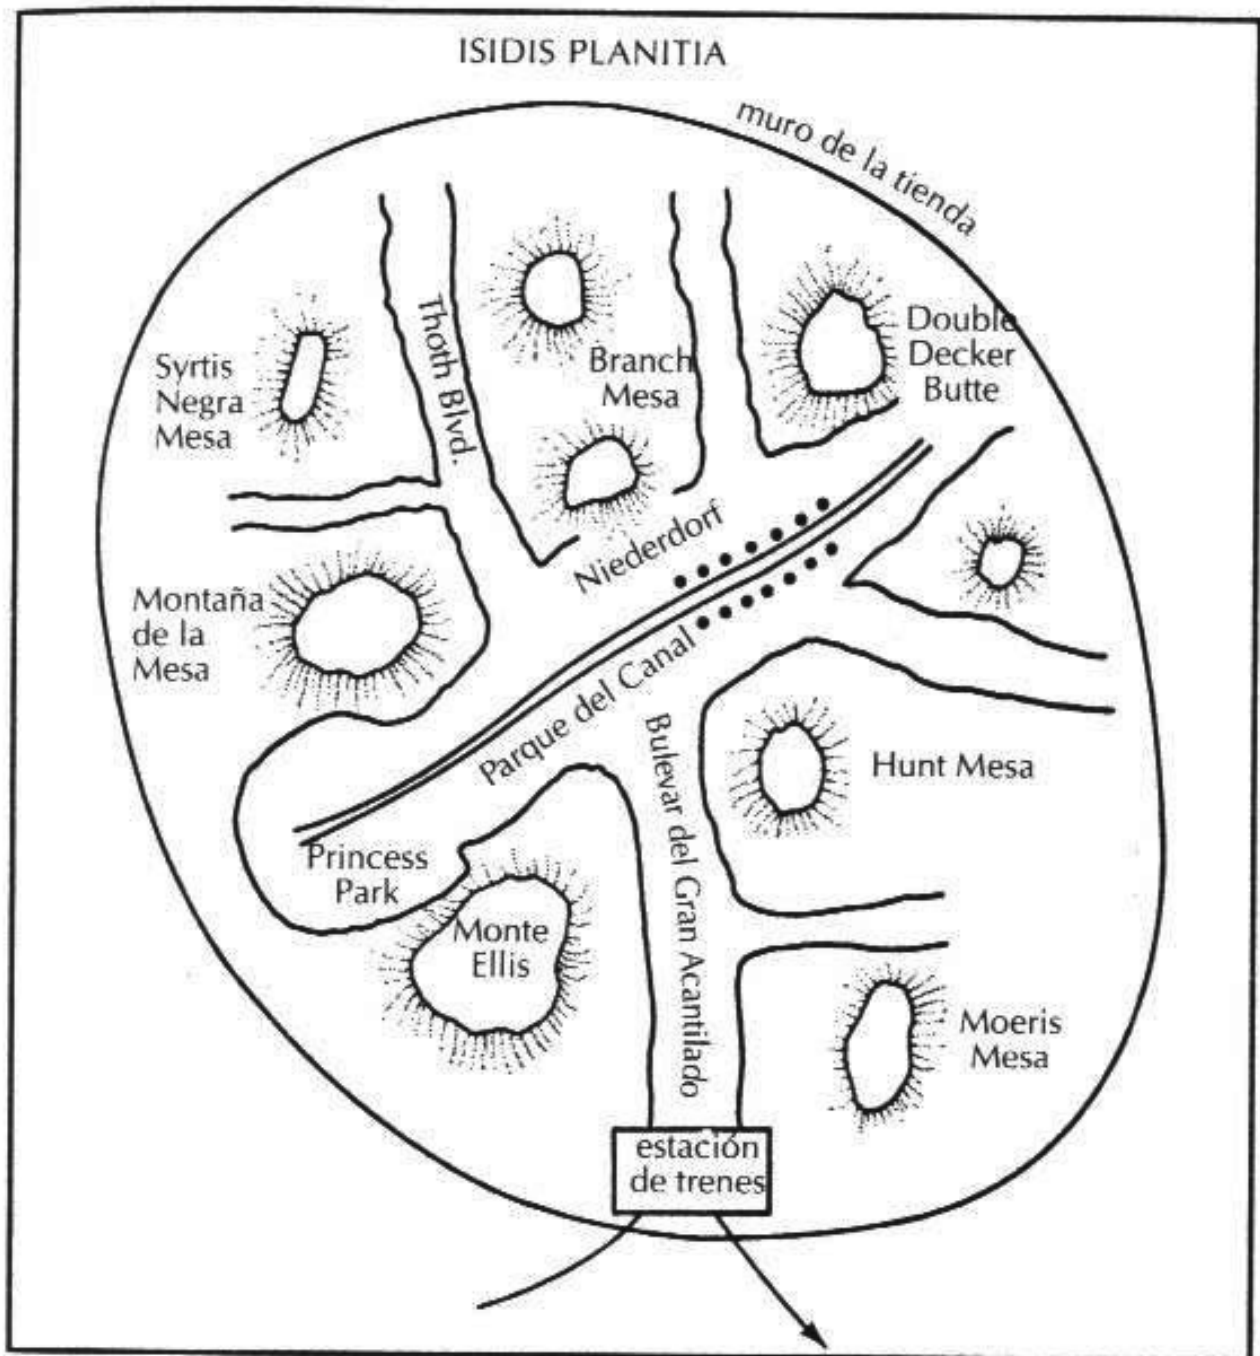 ISIDIS PLANITIA
muro de la tienda
Thoth Blvd.
Branch
Mesa
Double
Decker
Butte
Syrtis
Negra
Mesa
Niederdorf
Montaña
de la
Mesa
Parque del Canal
Bulevar del Gran Acantilado
Hunt Mesa
Princess
Park
Monte
Ellis
Moeris
Mesa
estación
de trenes